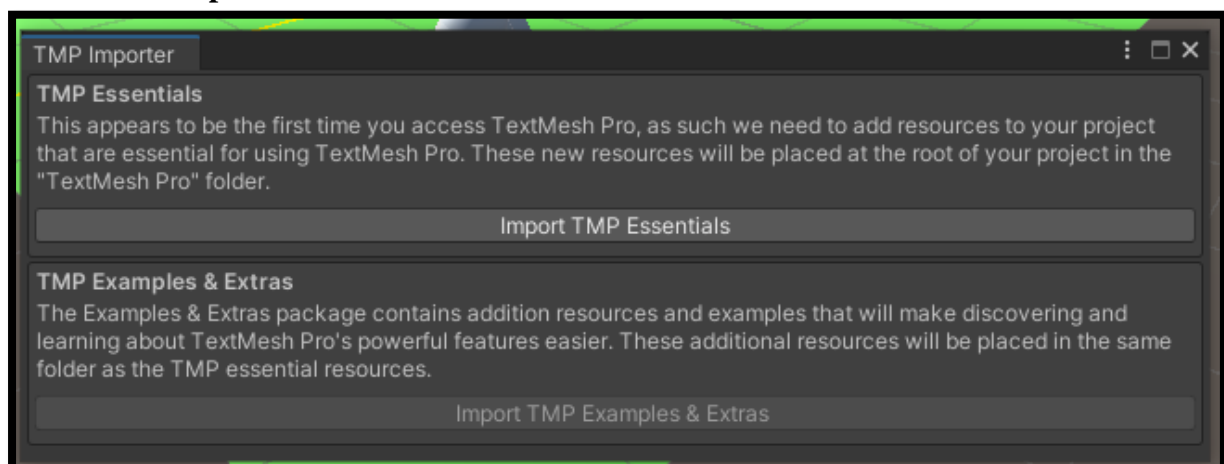 TMP Importer
TMP Essentials
This appears to be the first time you access TextMesh Pro, as such we need to add resources to your project
that are essential for using TextMesh Pro. These new resources will be placed at the root of your project in the
"TextMesh Pro" folder.
Import TMP Essentials
TMP Examples & Extras
The Examples & Extras package contains addition resources and examples that will make discovering and
learning about TextMesh Pro's powerful features easier. These additional resources will be placed in the same
folder as the TMP essential resources.
Import TMP Examples & Extras